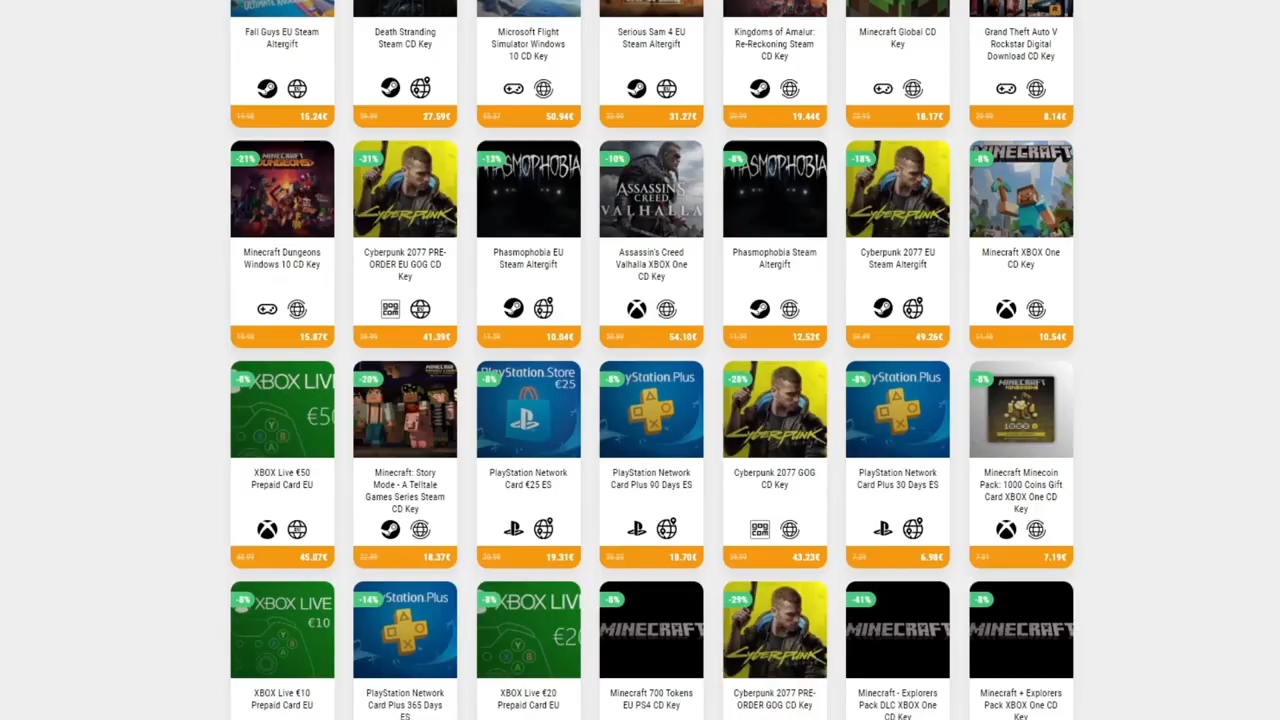 Fall Guys EU Steam
Altergift
Death Stranding
Steam CD Key
Microsoft Flight
Simulator Windows
10 CD Key
Serious Sam 4 EU
Steam Altergift
Kingdoms of Amalur:
Re-Reckoning Steam
CD Key
Minecraft Global CD
Key
Grand Theft Auto V
Rockstar Digital
Download CD Key
15.24€
27.59€
50.94€
31.27€
19.44€
18.17€
8.14€
-21%
MINECRAFT
DUNGEONS
-31%
CYBERPUNK
-13%
PHASMOPHOBIA
-10%
ASSASSIN'S
CREED
VALHALLA
-8%
PHASMOPHOBIA
-18%
CYBERPUNK
-8%
MINECRAFT
Minecraft Dungeons
Windows 10 CD Key
Cyberpunk 2077 PRE-
ORDER EU GOG CD
Key
Phasmophobia EU
Steam Altergift
Assassin's Creed
Valhalla XBOX One
CD Key
Phasmophobia Steam
Altergift
Cyberpunk 2077 EU
Steam Altergift
Minecraft XBOX One
CD Key
GOG
COM
15.87€
41.39€
10.04€
54.10€
12.52€
49.26€
10.54€
-8%
XBOX LIVE
€50
-20%
MINECRAFT
-8%
PlayStation Store
€25
-8%
PlayStation Plus
-28%
CYBERPUNK
-8%
PlayStation Plus
-8%
MINECRAFT
1000
XBOX Live €50
Prepaid Card EU
Minecraft: Story
Mode - A Telltale
Games Series Steam
CD Key
PlayStation Network
Card €25 ES
PlayStation Network
Card Plus 90 Days ES
Cyberpunk 2077 GOG
CD Key
PlayStation Network
Card Plus 30 Days ES
Minecraft Minecoin
Pack: 1000 Coins Gift
Card XBOX One CD
Key
GOG
COM
45.07€
18.37€
19.31€
18.70€
43.23€
6.98€
7.19€
-8%
XBOX LIVE
€10
-14%
PlayStation Plus
-8%
XBOX LIVE
€20
-8%
MINECRAFT
-29%
CYBERPUNK
-41%
MINECRAFT
-8%
MINECRAFT
XBOX Live €10
Prepaid Card EU
PlayStation Network
Card Plus 365 Days
ES
XBOX Live €20
Prepaid Card EU
Minecraft 700 Tokens
EU PS4 CD Key
Cyberpunk 2077 PRE-
ORDER GOG CD Key
Minecraft - Explorers
Pack DLC XBOX One
CD Key
Minecraft + Explorers
Pack XBOX One CD
Key